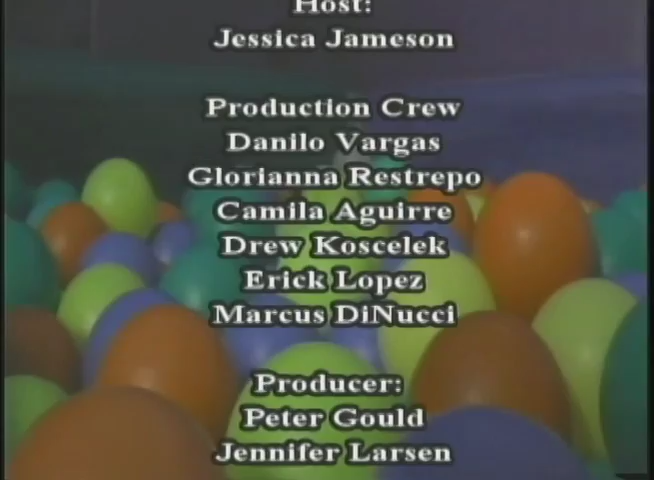 Host:
Jessica Jameson
Production Crew
Danilo Vargas
Glorianna Restrepo
Camila Aguirre
Drew Koscelek
Erick Lopez
Marcus DiNucci
Producer:
Peter Gould
Jennifer Larsen